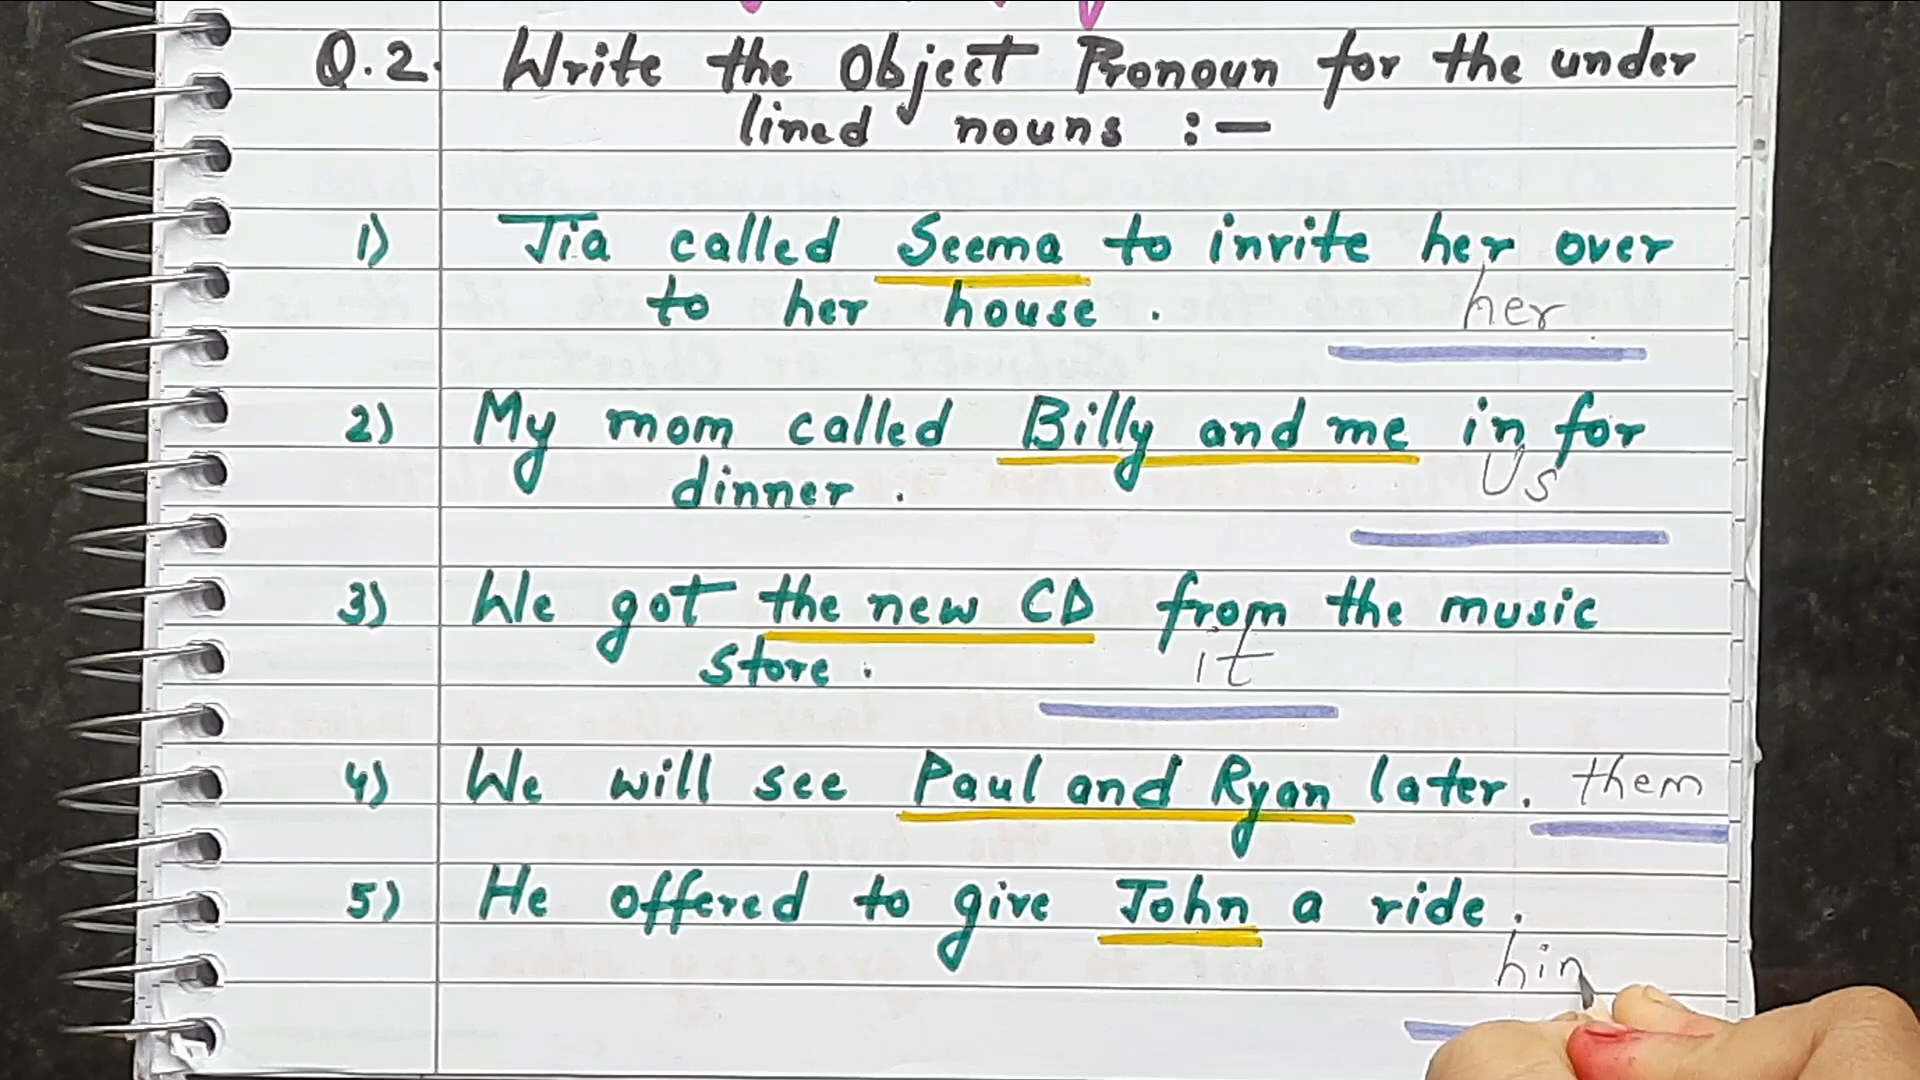 Q.2. Write the Object Pronoun for the under
lined nouns :-
1) Jia called Seema to invite her over
to her house . her
2) My mom called Billy and me in for
dinner . Us
3) We got the new CD from the music
store . it
4) We will see Paul and Ryan later. them
5) He offered to give John a ride .
hin